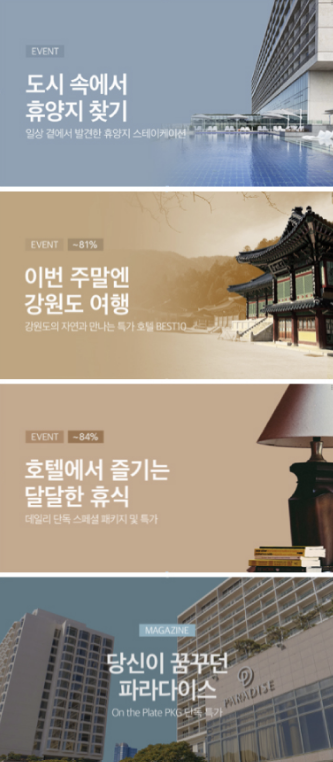 EVENT
도시 속에서
휴양지 찾기
일상 곁에서 발견한 휴양지 스테이케이션
EVENT ~81%
이번 주말엔
강원도 여행
강원도의 자연과 만나는 특가 호텔 BEST10
EVENT ~84%
호텔에서 즐기는
달달한 휴식
데일리 단독 스페셜 패키지 및 특가
MAGAZINE
당신이 꿈꾸던
파라다이스
PARADISE
On the Plate PKG 단독 특가